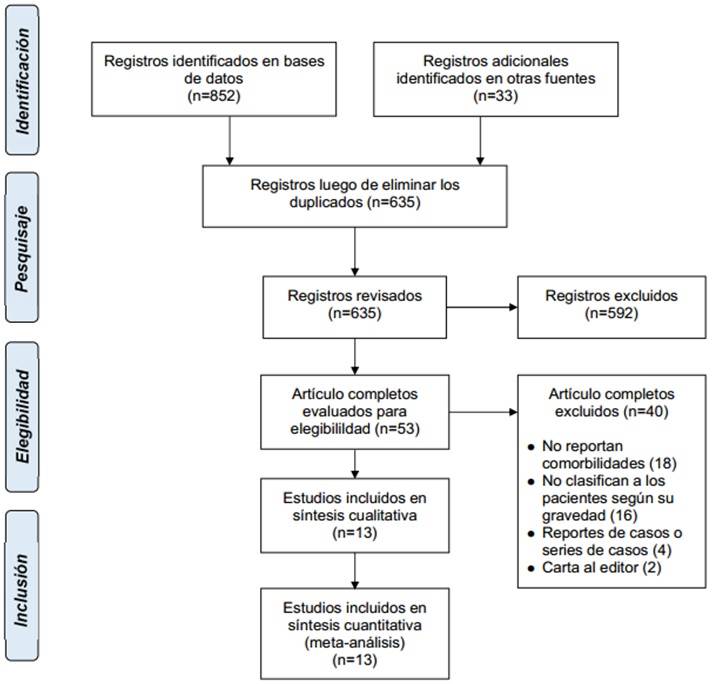 Identificación
Registros identificados en bases
de datos
(n=852)
Registros adicionales
identificados en otras fuentes
(n=33)
Pesquisaje
Registros luego de eliminar los
duplicados (n=635)
Registros revisados
(n=635)
Registros excluidos
(n=592)
Elegibilidad
Artículo completos
evaluados para
elegibilildad (n=53)
Artículo completos
excluidos (n=40)
● No reportan
comorbilidades (18)
● No clasifican a los
pacientes según su
gravedad (16)
● Reportes de casos o
series de casos (4)
● Carta al editor (2)
Estudios incluidos en
síntesis cualitativa
(n=13)
Inclusión
Estudios incluidos en
síntesis cuantitativa
(meta-análisis)
(n=13)